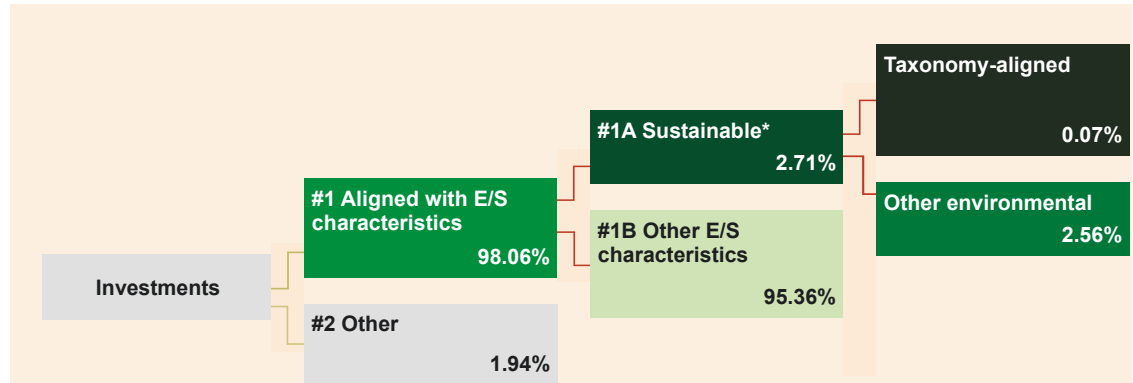 Investments
#1 Aligned with E/S
characteristics
98.06%
#2 Other
1.94%
#1A Sustainable*
2.71%
#1B Other E/S
characteristics
95.36%
Taxonomy-aligned
0.07%
Other environmental
2.56%